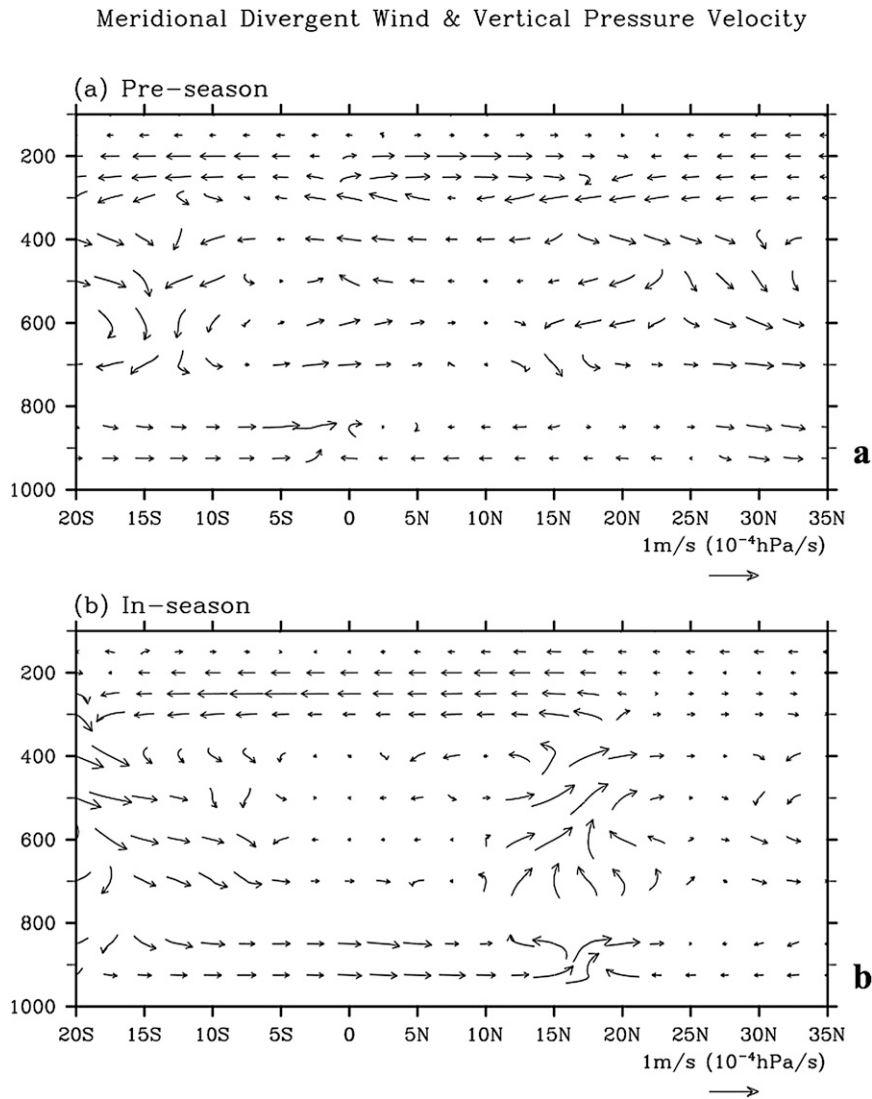 Meridional Divergent Wind & Vertical Pressure Velocity
(a) Pre-season
200
400
600
800
1000
20S 15S 10S 5S 0 5N 10N 15N 20N 25N 30N 35N
1m/s (10⁻⁴hPa/s)
a
(b) In-season
200
400
600
800
1000
20S 15S 10S 5S 0 5N 10N 15N 20N 25N 30N 35N
1m/s (10⁻⁴hPa/s)
b